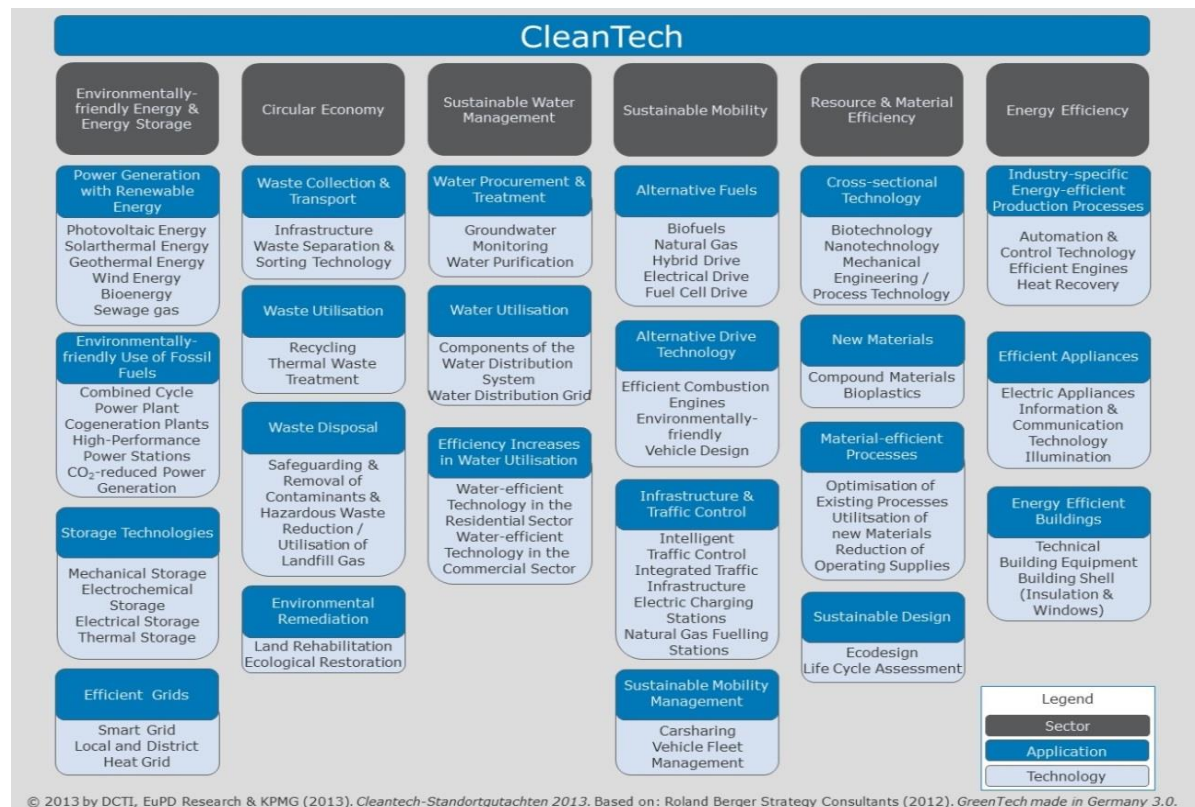 CleanTech
Environmentally-
friendly Energy &
Energy Storage
Power Generation
with Renewable
Energy
Photovoltaic Energy
Solarthermal Energy
Geothermal Energy
Wind Energy
Bioenergy
Sewage gas
Environmentally-
friendly Use of Fossil
Fuels
Combined Cycle
Power Plant
Cogeneration Plants
High-Performance
Power Stations
CO₂-reduced Power
Generation
Storage Technologies
Mechanical Storage
Electrochemical
Storage
Electrical Storage
Thermal Storage
Efficient Grids
Smart Grid
Local and District
Heat Grid
Circular Economy
Waste Collection &
Transport
Infrastructure
Waste Separation &
Sorting Technology
Waste Utilisation
Recycling
Thermal Waste
Treatment
Waste Disposal
Safeguarding &
Removal of
Contaminants &
Hazardous Waste
Reduction /
Utilisation of
Landfill Gas
Environmental
Remediation
Land Rehabilitation
Ecological Restoration
Sustainable Water
Management
Water Procurement &
Treatment
Groundwater
Monitoring
Water Purification
Water Utilisation
Components of the
Water Distribution
System
Water Distribution Grid
Efficiency Increases
in Water Utilisation
Water-efficient
Technology in the
Residential Sector
Water-efficient
Technology in the
Commercial Sector
Sustainable Mobility
Alternative Fuels
Biofuels
Natural Gas
Hybrid Drive
Electrical Drive
Fuel Cell Drive
Alternative Drive
Technology
Efficient Combustion
Engines
Environmentally-
friendly
Vehicle Design
Infrastructure &
Traffic Control
Intelligent
Traffic Control
Integrated Traffic
Infrastructure
Electric Charging
Stations
Natural Gas Fuelling
Stations
Sustainable Mobility
Management
Carsharing
Vehicle Fleet
Management
Resource & Material
Efficiency
Cross-sectional
Technology
Biotechnology
Nanotechnology
Mechanical
Engineering /
Process Technology
New Materials
Compound Materials
Bioplastics
Material-efficient
Processes
Optimisation of
Existing Processes
Utilitsation of
new Materials
Reduction of
Operating Supplies
Sustainable Design
Ecodesign
Life Cycle Assessment
Energy Efficiency
Industry-specific
Energy-efficient
Production Processes
Automation &
Control Technology
Efficient Engines
Heat Recovery
Efficient Appliances
Electric Appliances
Information &
Communication
Technology
Illumination
Energy Efficient
Buildings
Technical
Building Equipment
Building Shell
(Insulation &
Windows)
Legend
Sector
Application
Technology
© 2013 by DCTI, EuPD Research & KPMG (2013). Cleantech-Standortgutachten 2013. Based on: Roland Berger Strategy Consultants (2012). GreenTech made in Germany 3.0.